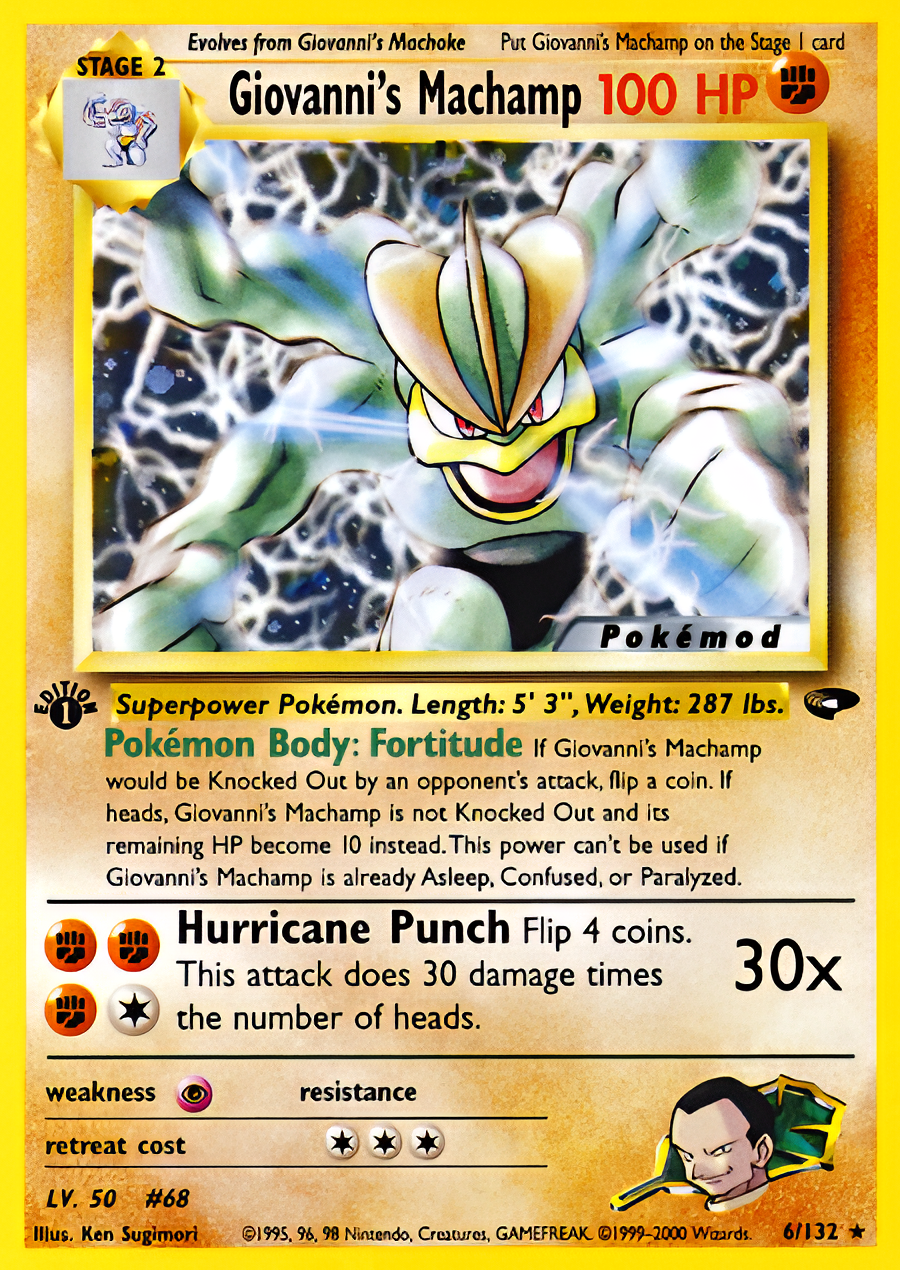 Evolves from Giovanni's Machoke Put Giovanni's Machamp on the Stage 1 card
STAGE 2
Giovanni's Machamp 100 HP
Pokémod
EDITION
1
Superpower Pokémon. Length: 5' 3", Weight: 287 lbs.
Pokémon Body: Fortitude If Giovanni's Machamp
would be Knocked Out by an opponent's attack, flip a coin. If
heads, Giovanni's Machamp is not Knocked Out and its
remaining HP become 10 instead. This power can't be used if
Giovanni's Machamp is already Asleep, Confused, or Paralyzed.
Hurricane Punch Flip 4 coins.
This attack does 30 damage times
the number of heads.
30x
weakness
resistance
retreat cost
LV. 50 #68
Illus. Ken Sugimori ©1995, 96, 98 Nintendo, Creatures, GAMEFREAK. ©1999-2000 Wizards. 6/132 ★